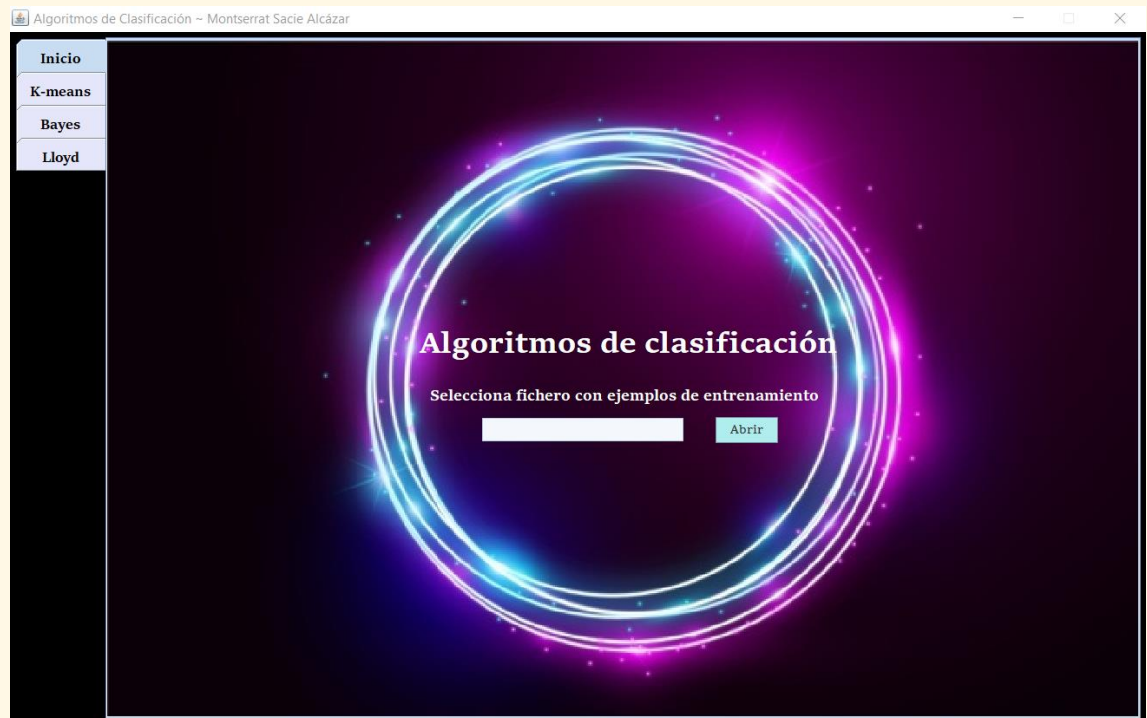 Algoritmos de Clasificación ~ Montserrat Sacie Alcázar
Inicio
K-means
Bayes
Lloyd
Algoritmos de clasificación
Selecciona fichero con ejemplos de entrenamiento
Abrir